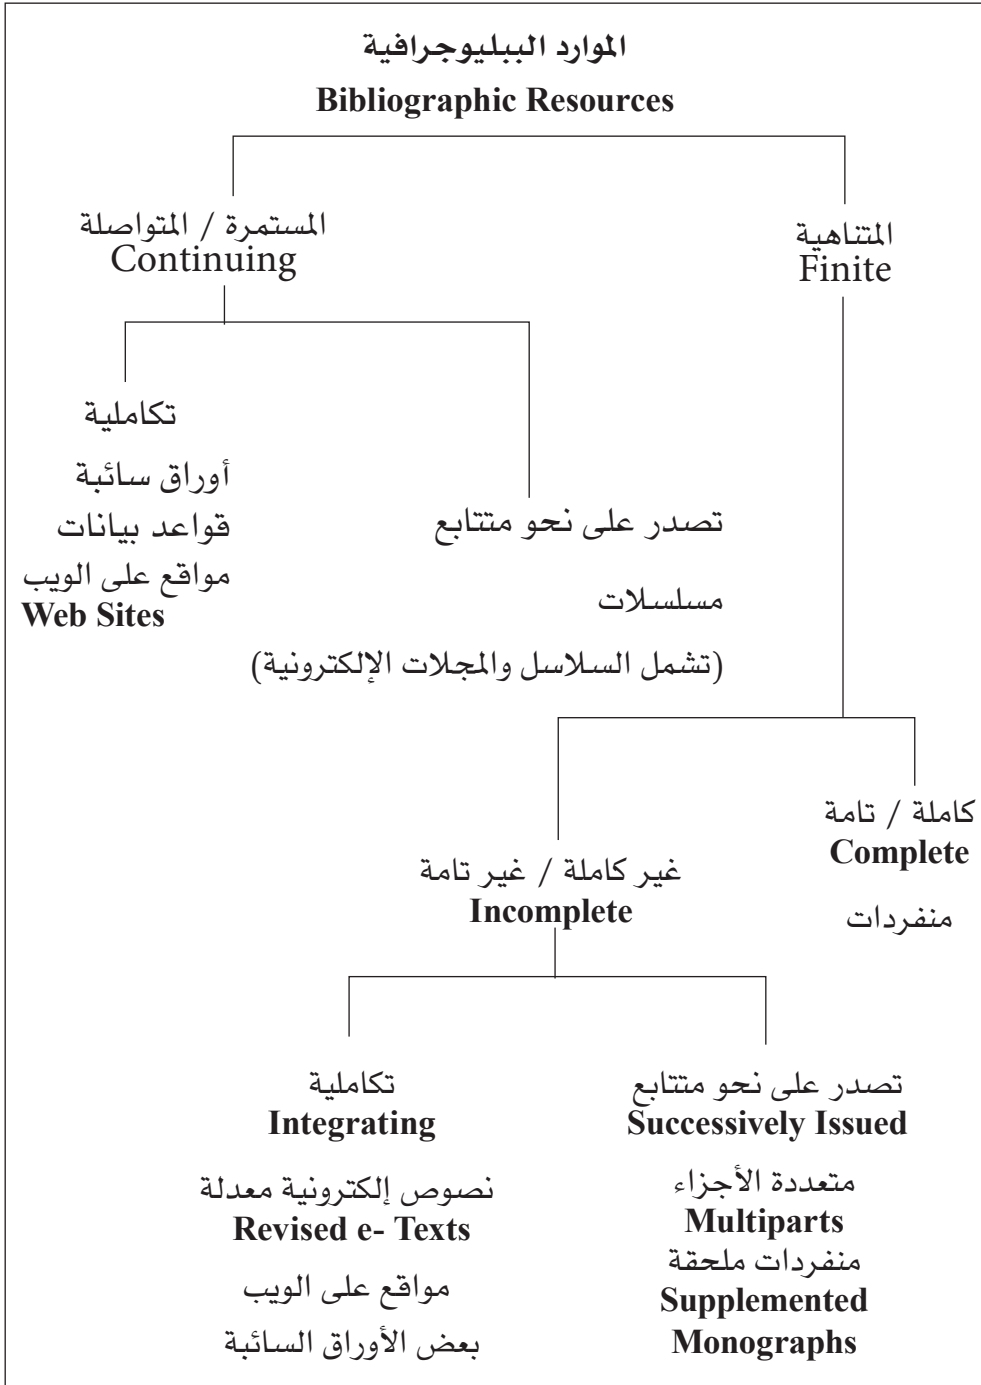 الموارد الببليوجرافية
Bibliographic Resources
المتناهية
Finite
المستمرة / المتواصلة
Continuing
تصدر على نحو متتابع
مسلسلات
(تشمل السلاسل والمجلات الإلكترونية)
تكاملية
أوراق سائبة
قواعد بيانات
مواقع على الويب
Web Sites
كاملة / تامة
Complete
منفردات
غير كاملة / غير تامة
Incomplete
تصدر على نحو متتابع
Successively Issued
متعددة الأجزاء
Multiparts
منفردات ملحقة
Supplemented
Monographs
تكاملية
Integrating
نصوص إلكترونية معدلة
Revised e- Texts
مواقع على الويب
بعض الأوراق السائبة